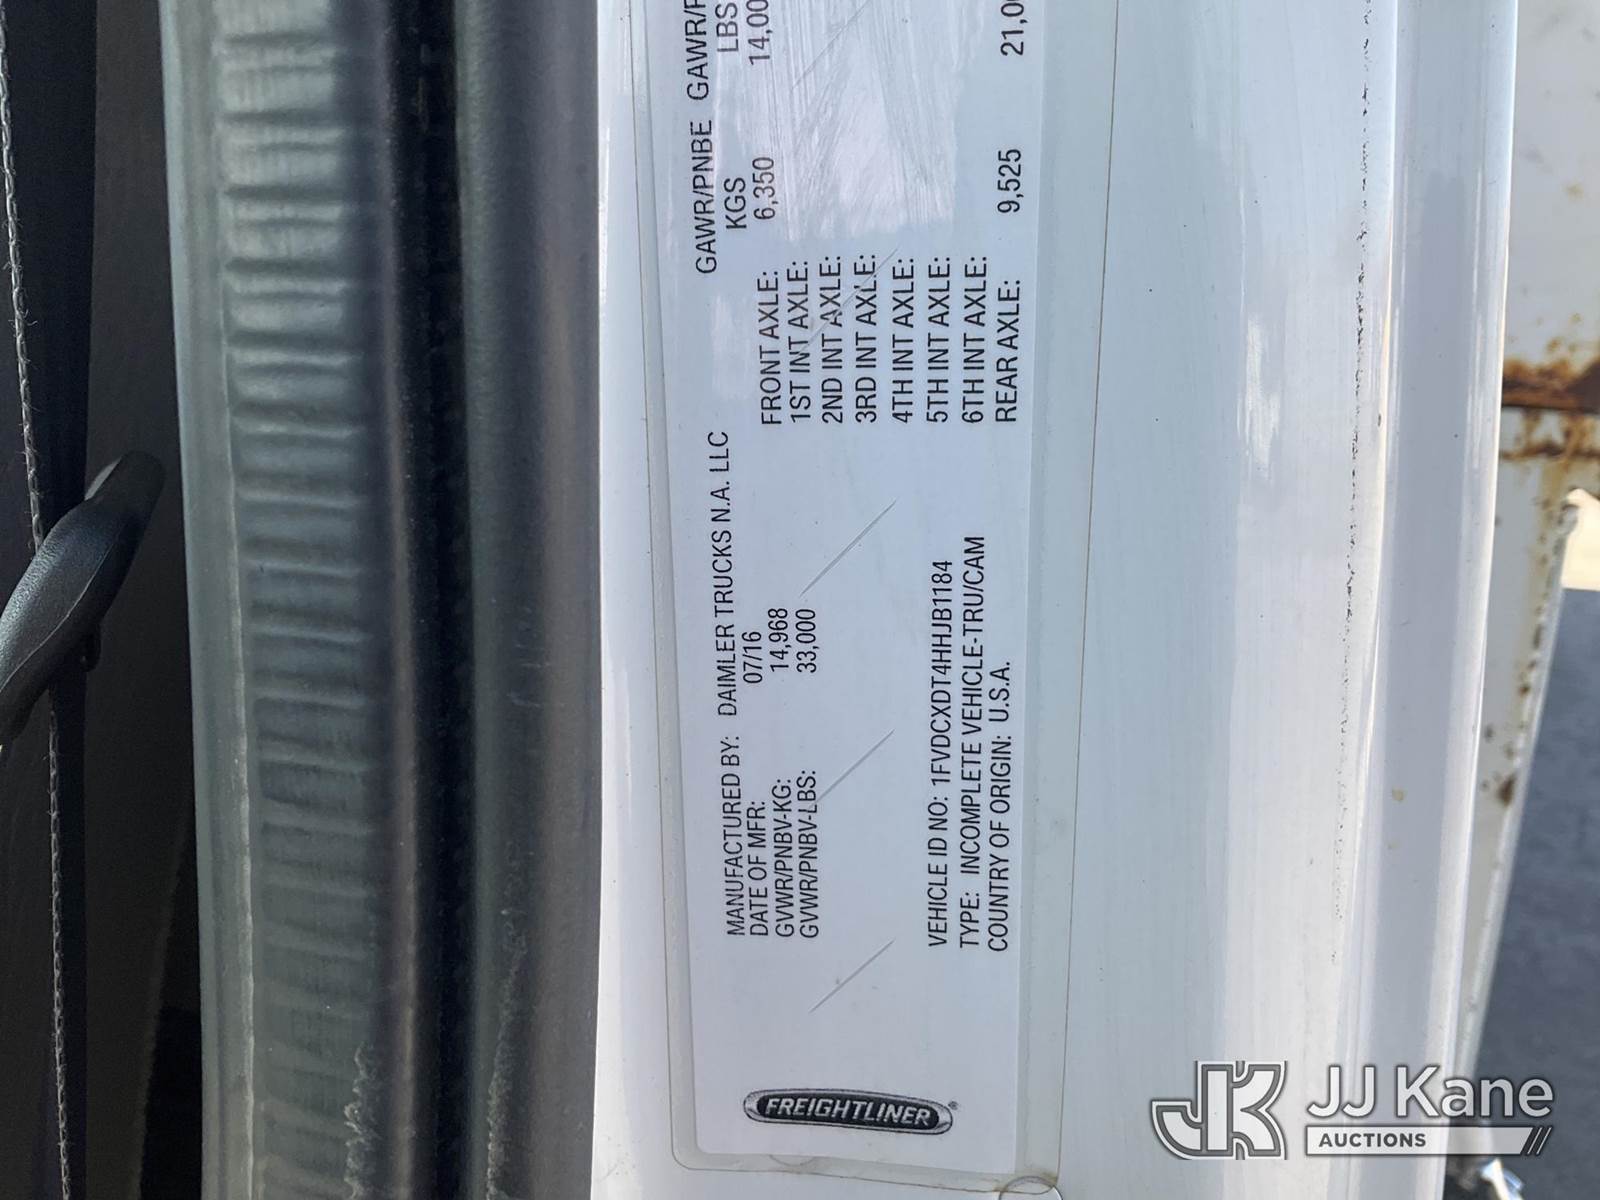 FREIGHTLINER®
MANUFACTURED BY: DAIMLER TRUCKS N.A. LLC
DATE OF MFR: 07/16
GVWR/PNBV-KG: 14,968
GVWR/PNBV-LBS: 33,000
VEHICLE ID NO: 1FVDCXDT4HHJB1184
TYPE: INCOMPLETE VEHICLE-TRU/CAM
COUNTRY OF ORIGIN: U.S.A.
GAWR/PNBE GAWR/P
KGS LBS
FRONT AXLE: 6,350 14,00
1ST INT AXLE:
2ND INT AXLE:
3RD INT AXLE:
4TH INT AXLE:
5TH INT AXLE:
6TH INT AXLE:
REAR AXLE: 9,525 21,00
JK JJ Kane
AUCTIONS